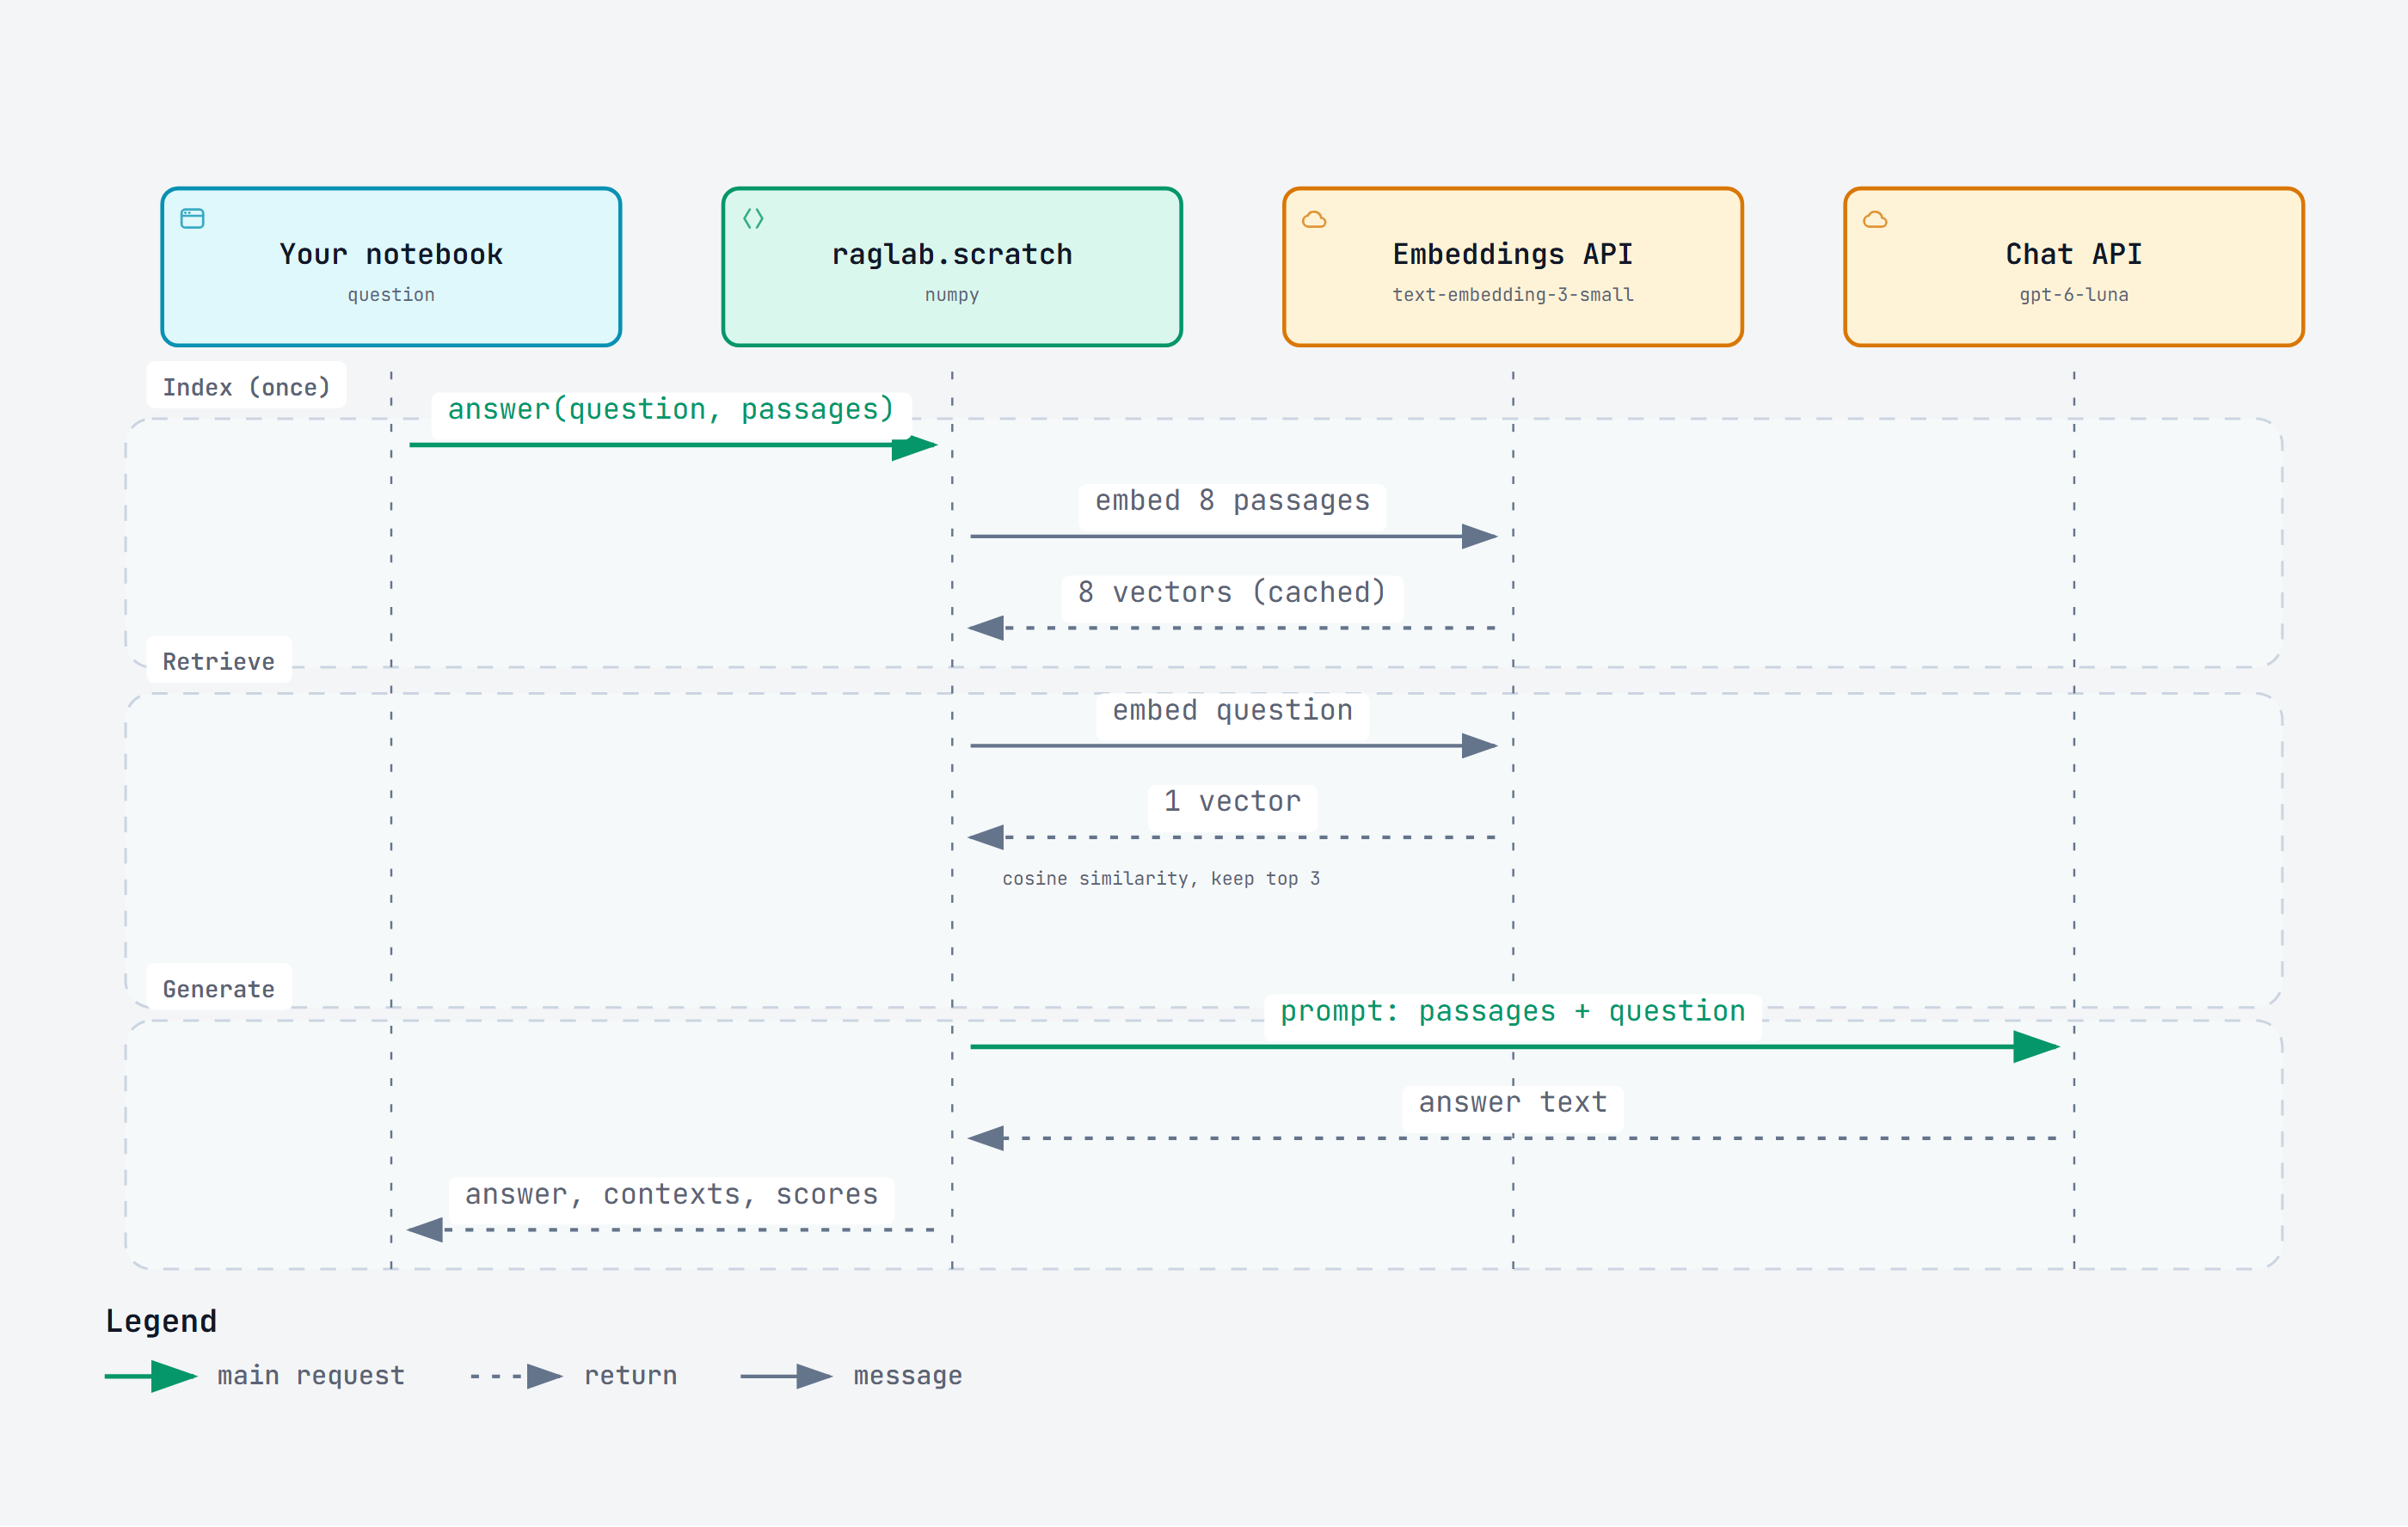 Your notebook
question
raglab.scratch
numpy
Embeddings API
text-embedding-3-small
Chat API
gpt-6-luna
Index (once)
answer(question, passages)
embed 8 passages
8 vectors (cached)
Retrieve
embed question
1 vector
cosine similarity, keep top 3
Generate
prompt: passages + question
answer text
answer, contexts, scores
Legend
main request
return
message